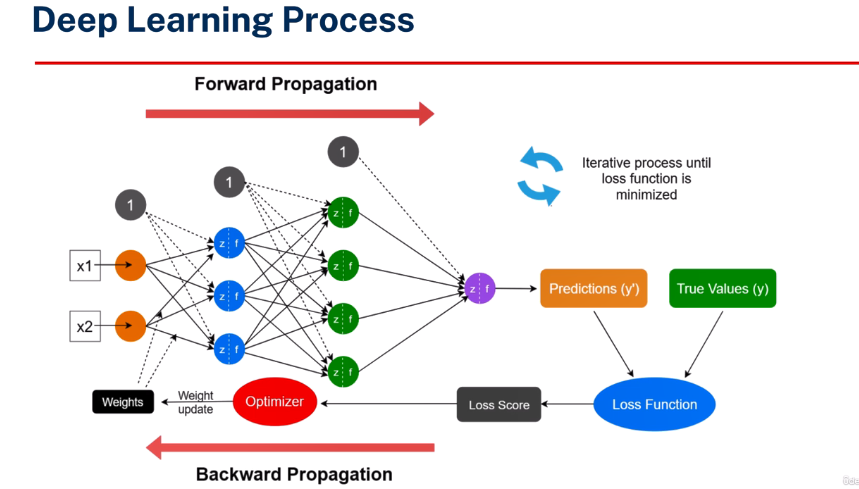 Deep Learning Process
Forward Propagation
1
1
1
Iterative process until
loss function is
minimized
x1
x2
z f
z f
z f
z f
z f
z f
z f
z f
Predictions (y')
True Values (y)
Weights
Weight
update
Optimizer
Loss Score
Loss Function
Backward Propagation